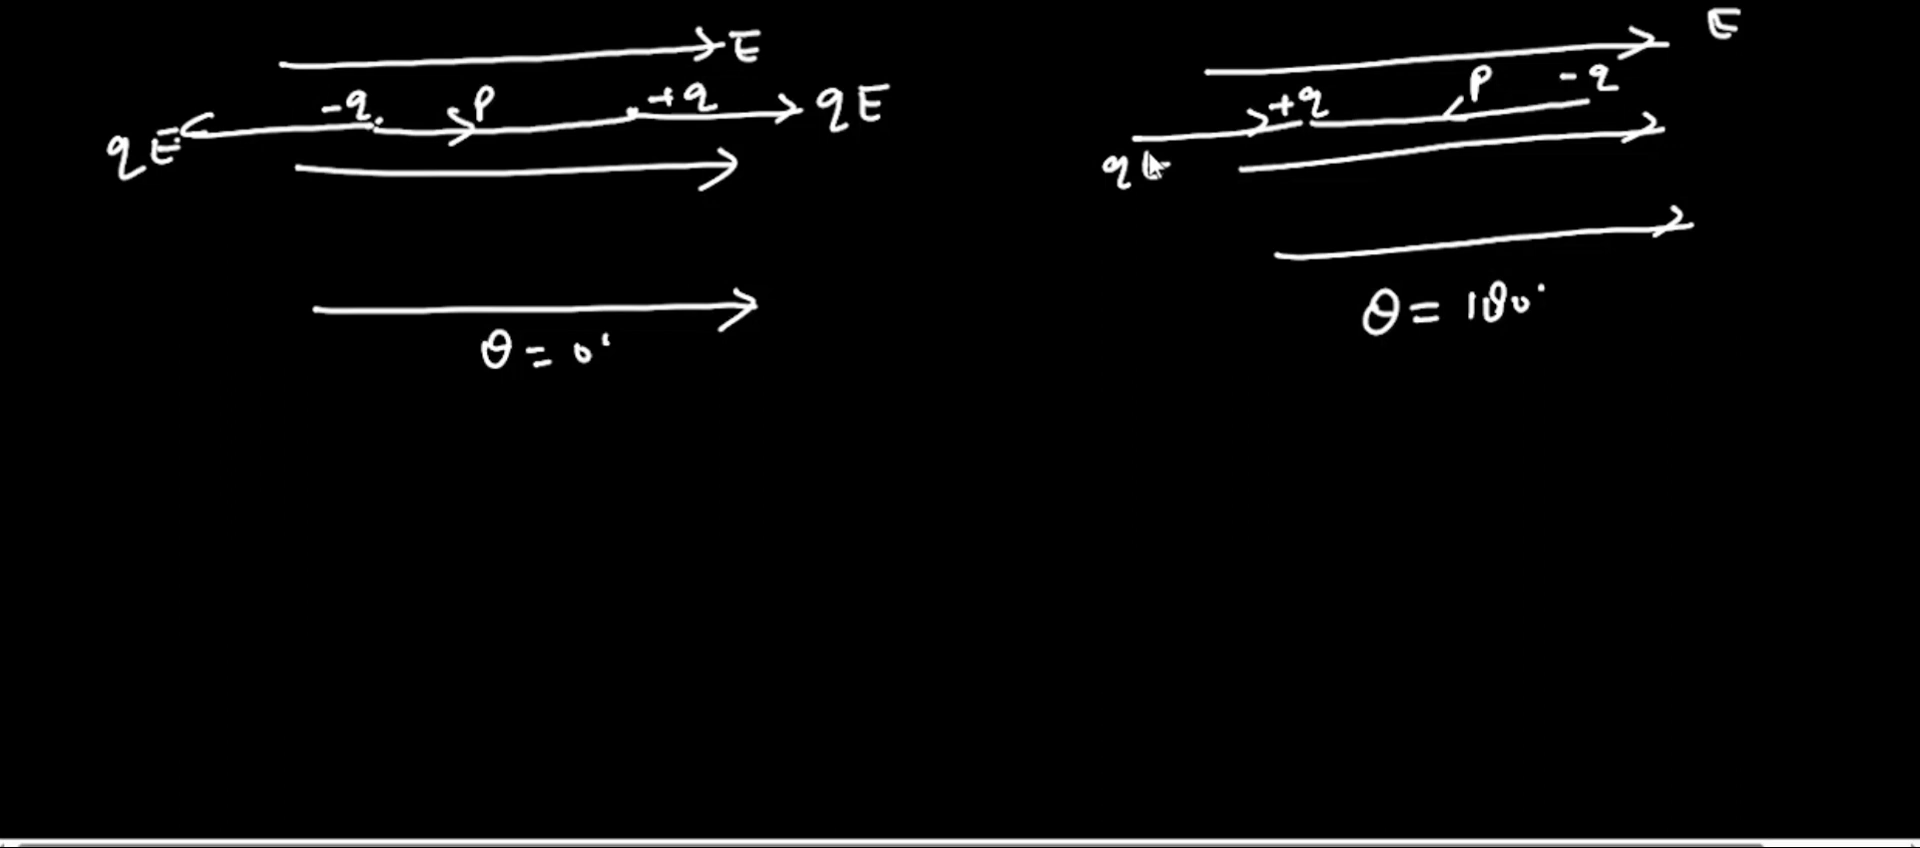 E
-q P +q qE
qE
θ = 0°
E
P -q
+q
q
θ = 180°